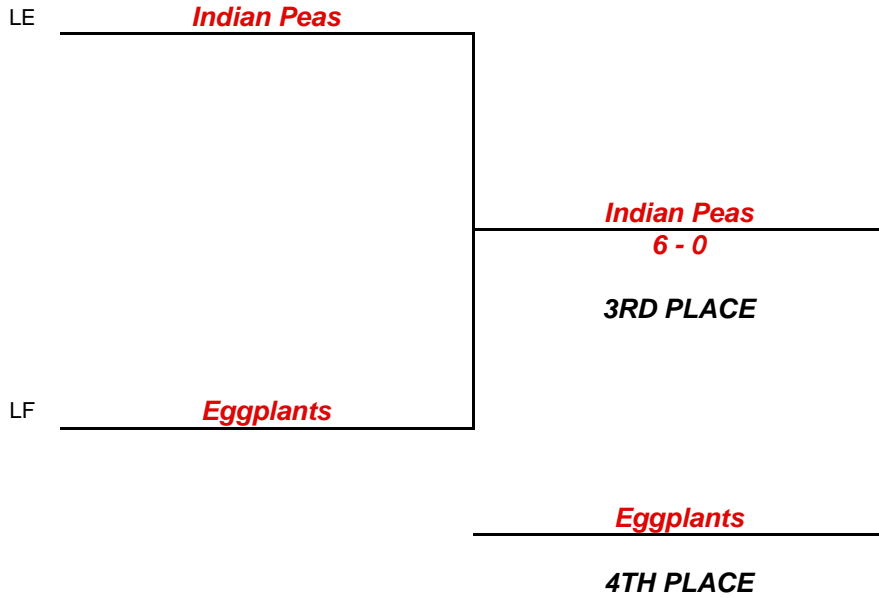 LE Indian Peas
Indian Peas
6 - 0
3RD PLACE
LF Eggplants
Eggplants
4TH PLACE